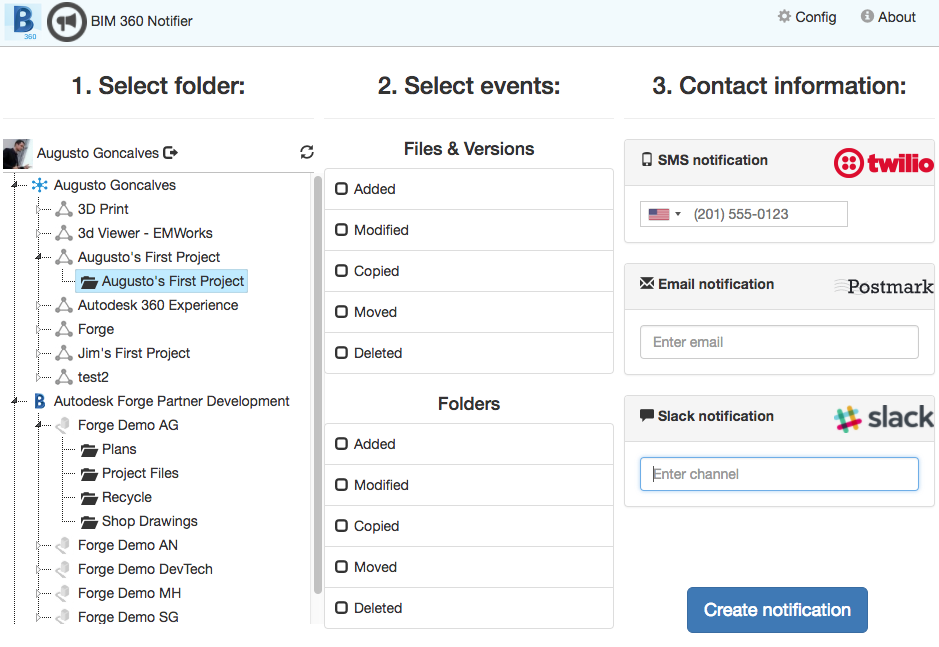 B
360
BIM 360 Notifier
Config
About
1. Select folder:
Augusto Goncalves
Augusto Goncalves
3D Print
3d Viewer - EMWorks
Augusto's First Project
Augusto's First Project
Autodesk 360 Experience
Forge
Jim's First Project
test2
B Autodesk Forge Partner Development
Forge Demo AG
Plans
Project Files
Recycle
Shop Drawings
Forge Demo AN
Forge Demo DevTech
Forge Demo MH
Forge Demo SG
2. Select events:
Files & Versions
Added
Modified
Copied
Moved
Deleted
Folders
Added
Modified
Copied
Moved
Deleted
3. Contact information:
SMS notification
twilio
(201) 555-0123
Email notification
Postmark
Enter email
Slack notification
slack
Enter channel
Create notification